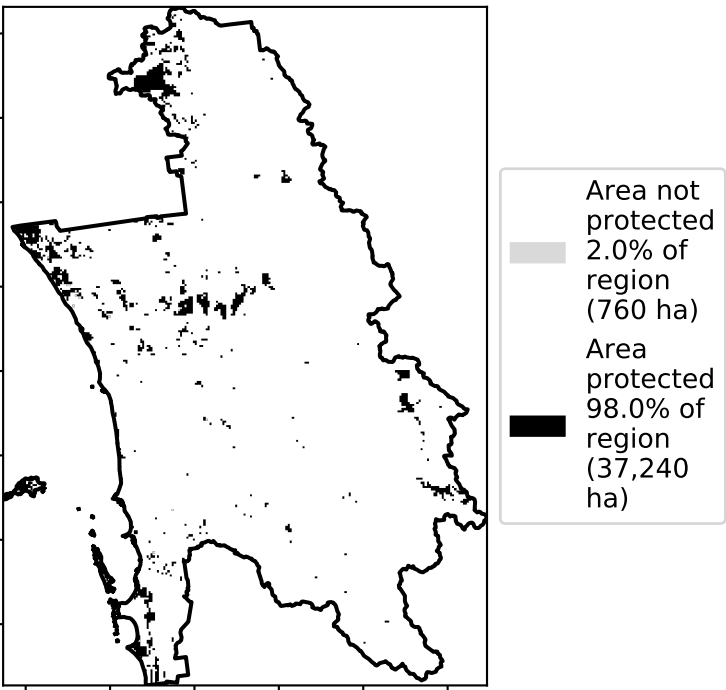 Area not
protected
2.0% of
region
(760 ha)
Area
protected
98.0% of
region
(37,240
ha)